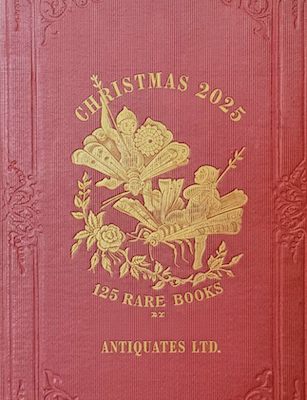 CHRISTMAS 2025
125 RARE BOOKS
BY
ANTIQUATES LTD.